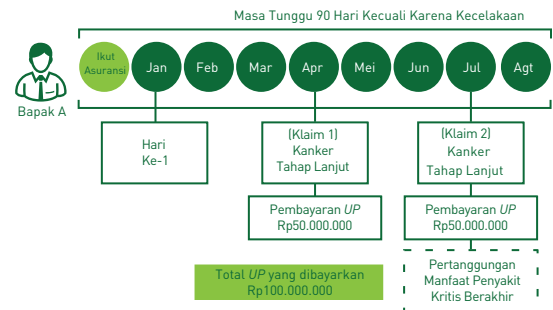 Masa Tunggu 90 Hari Kecuali Karena Kecelakaan
Ikut
Asuransi
Jan
Feb
Mar
Apr
Mei
Jun
Jul
Agt
Bapak A
Hari
Ke-1
(Klaim 1)
Kanker
Tahap Lanjut
(Klaim 2)
Kanker
Tahap Lanjut
Pembayaran UP
Rp50.000.000
Pembayaran UP
Rp50.000.000
Total UP yang dibayarkan
Rp100.000.000
Pertanggungan
Manfaat Penyakit
Kritis Berakhir